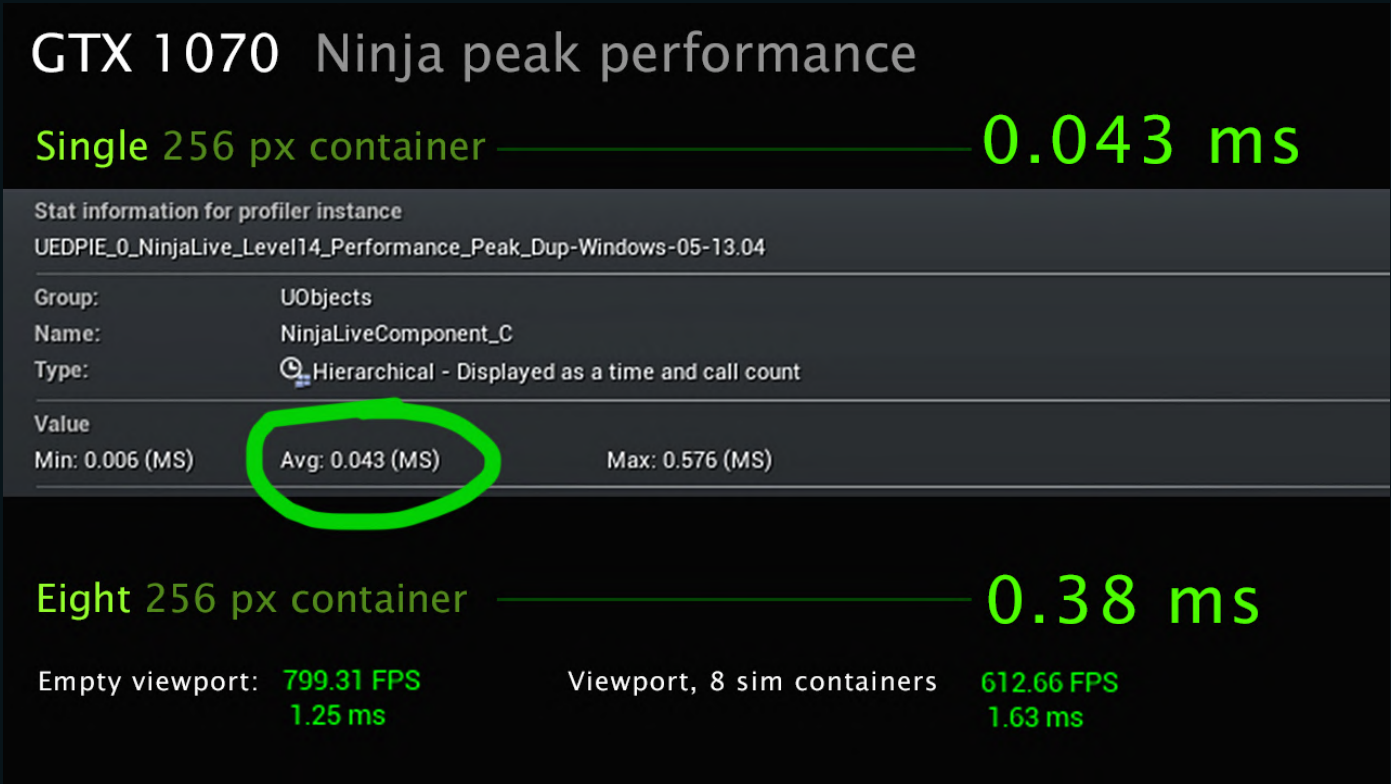 GTX 1070 Ninja peak performance
Single 256 px container 0.043 ms
Stat information for profiler instance
UEDPIE_0_NinjaLive_Level14_Performance_Peak_Dup-Windows-05-13.04
Group: UObjects
Name: NinjaLiveComponent_C
Type: Hierarchical - Displayed as a time and call count
Value
Min: 0.006 (MS) Avg: 0.043 (MS) Max: 0.576 (MS)
Eight 256 px container 0.38 ms
Empty viewport: 799.31 FPS Viewport, 8 sim containers 612.66 FPS
1.25 ms 1.63 ms